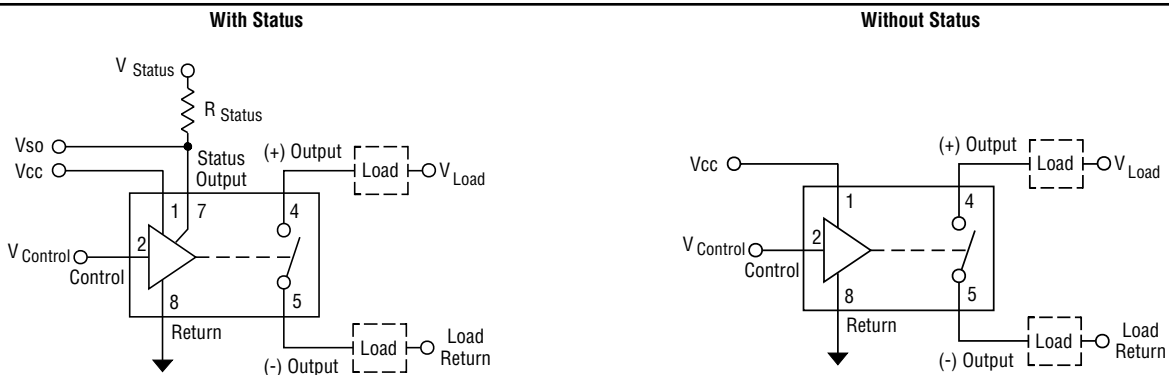 With Status
V Status
R Status
Vso
Status
Output
Vcc
(+) Output
Load
V Load
1
7
4
2
V Control
Control
8
5
Return
Load
Load
Return
(-) Output
Without Status
(+) Output
Load
V Load
Vcc
1
4
2
V Control
Control
8
5
Return
Load
Load
Return
(-) Output